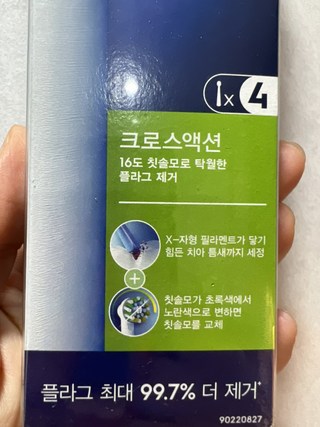 x4
크로스액션
16도 칫솔모로 탁월한
플라그 제거
X-자형 필라멘트가 닿기
힘든 치아 틈새까지 세정
+
칫솔모가 초록색에서
노란색으로 변하면
칫솔모를 교체
플라그 최대 99.7% 더 제거*
90220827